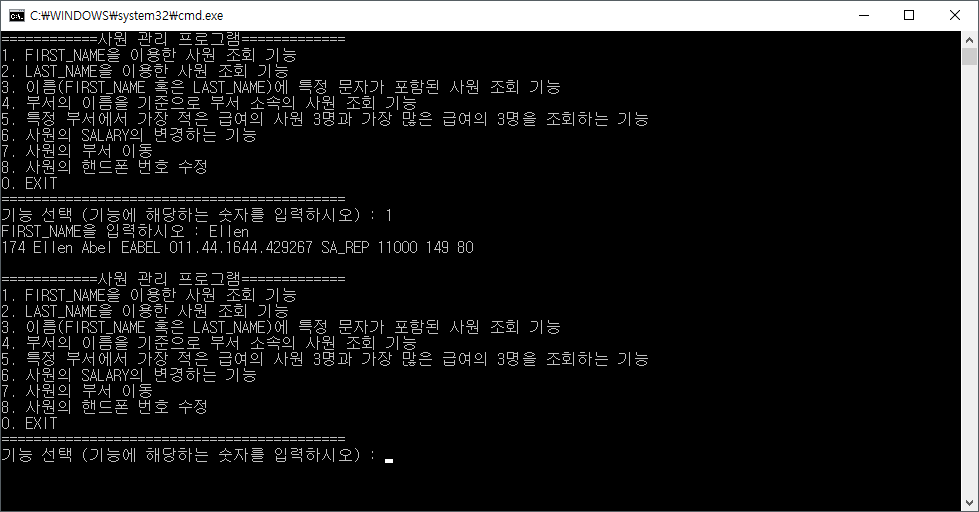 C:\WINDOWS\system32\cmd.exe
============사원 관리 프로그램=============
1. FIRST_NAME을 이용한 사원 조회 기능
2. LAST_NAME을 이용한 사원 조회 기능
3. 이름(FIRST_NAME 혹은 LAST_NAME)에 특정 문자가 포함된 사원 조회 기능
4. 부서의 이름을 기준으로 부서 소속의 사원 조회 기능
5. 특정 부서에서 가장 적은 급여의 사원 3명과 가장 많은 급여의 3명을 조회하는 기능
6. 사원의 SALARY의 변경하는 기능
7. 사원의 부서 이동
8. 사원의 핸드폰 번호 수정
0. EXIT
===========================================
기능 선택 (기능에 해당하는 숫자를 입력하시오) : 1
FIRST_NAME을 입력하시오 : Ellen
174 Ellen Abel EABEL 011.44.1644.429267 SA_REP 11000 149 80
============사원 관리 프로그램=============
1. FIRST_NAME을 이용한 사원 조회 기능
2. LAST_NAME을 이용한 사원 조회 기능
3. 이름(FIRST_NAME 혹은 LAST_NAME)에 특정 문자가 포함된 사원 조회 기능
4. 부서의 이름을 기준으로 부서 소속의 사원 조회 기능
5. 특정 부서에서 가장 적은 급여의 사원 3명과 가장 많은 급여의 3명을 조회하는 기능
6. 사원의 SALARY의 변경하는 기능
7. 사원의 부서 이동
8. 사원의 핸드폰 번호 수정
0. EXIT
===========================================
기능 선택 (기능에 해당하는 숫자를 입력하시오) :